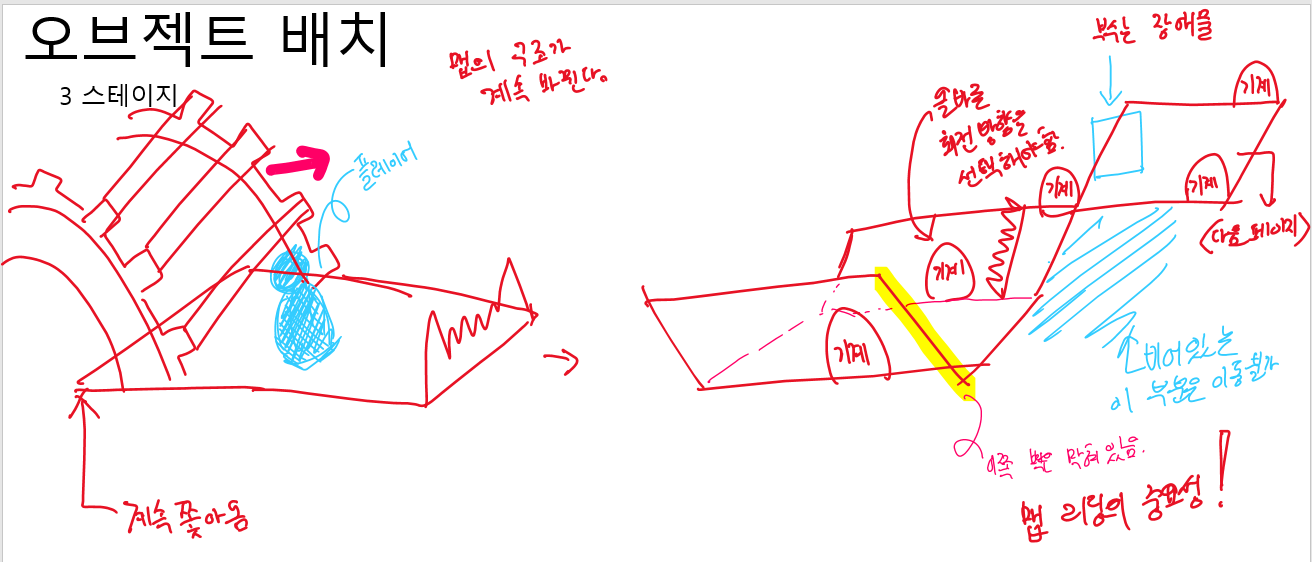 오브젝트 배치
3 스테이지
맵의 구조가
계속 바뀐다.
플레이어
계속 쫓아옴
부수는 장애물
기계
올바른
회전 방향을
선택해야함.
기계
기계
<다음 페이지>
기계
기계
비어있는
이 부분은 이동불가
이쪽 벽은 막혀있음.
맵 리딩의 중요성!